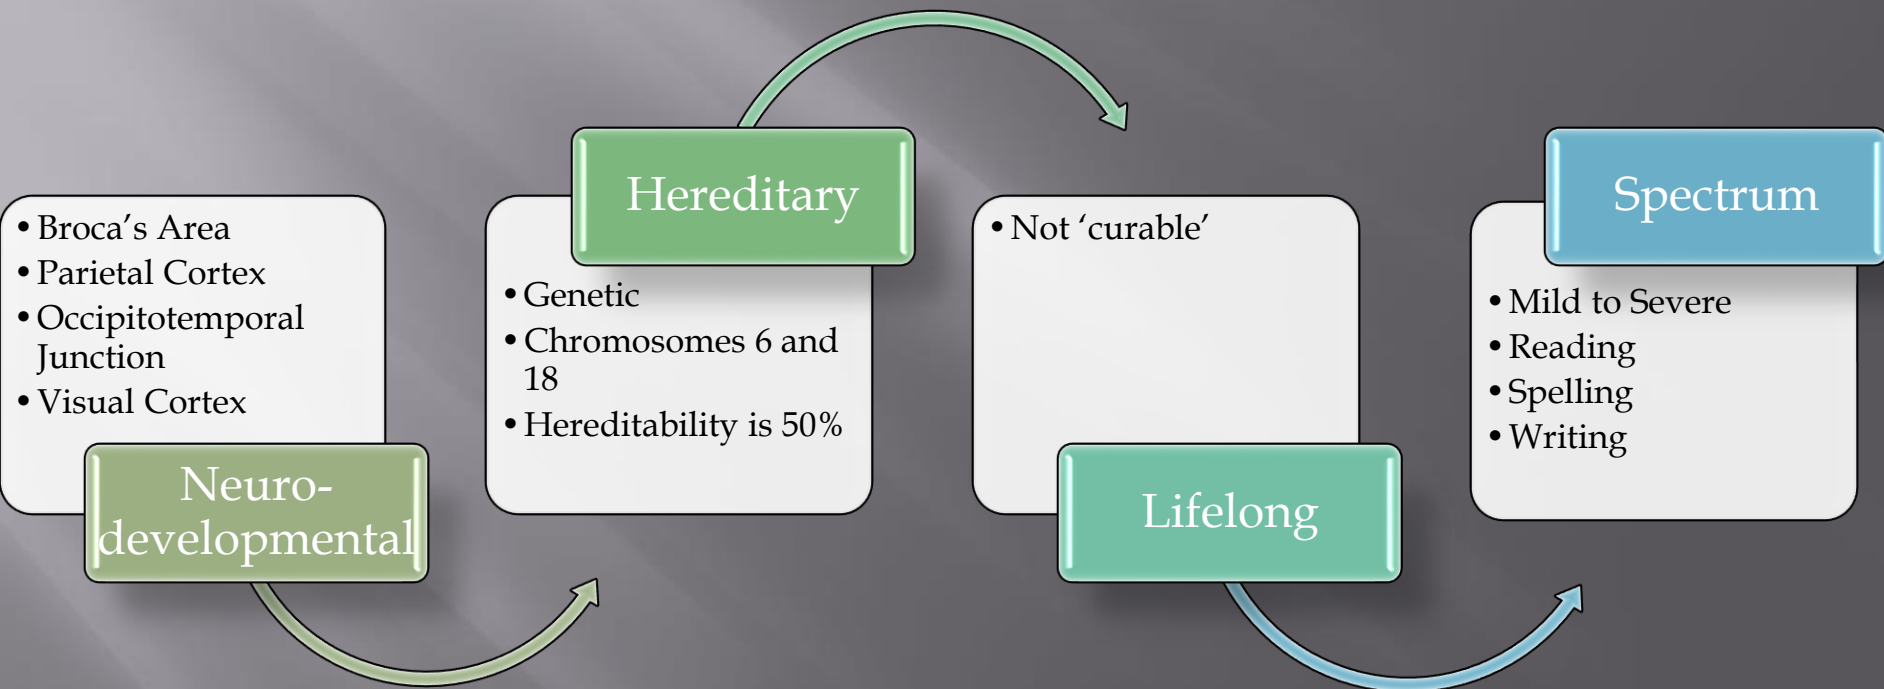 • Broca’s Area
• Parietal Cortex
• Occipitotemporal
Junction
• Visual Cortex
Neuro-
developmental
Hereditary
• Genetic
• Chromosomes 6 and
18
• Hereditability is 50%
• Not ‘curable’
Lifelong
Spectrum
• Mild to Severe
• Reading
• Spelling
• Writing